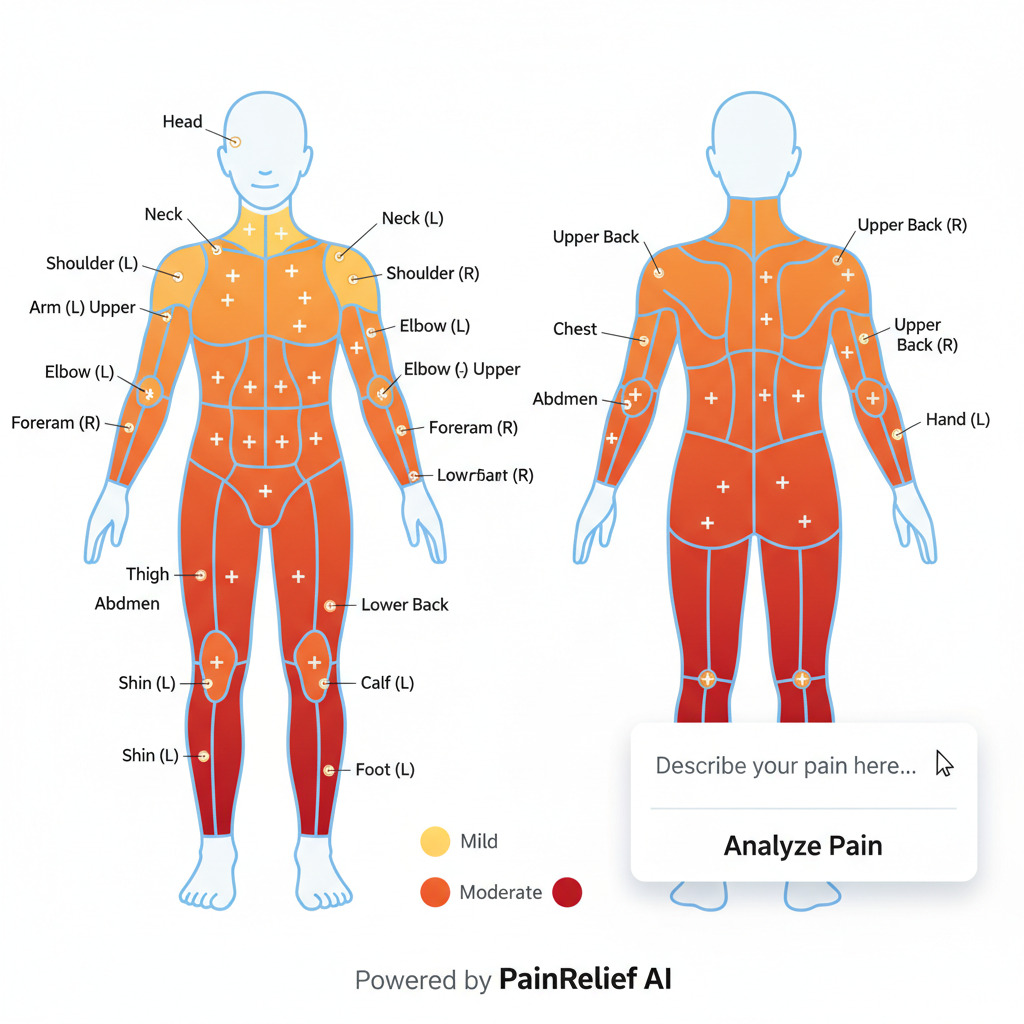 Head
Neck
Neck (L)
Shoulder (L)
Shoulder (R)
Arm (L) Upper
Elbow (L)
Elbow (L)
Elbow (-) Upper
Foreram (R)
Foreram (R)
(R)
Thigh
Abdmen
Lower Back
Shin (L)
Calf (L)
Shin (L)
Foot (L)
Upper Back
Upper Back (R)
Chest
Upper
Back (R)
Abdmen
Hand (L)
Describe your pain here...
Analyze Pain
Mild
Moderate
Powered by PainRelief AI